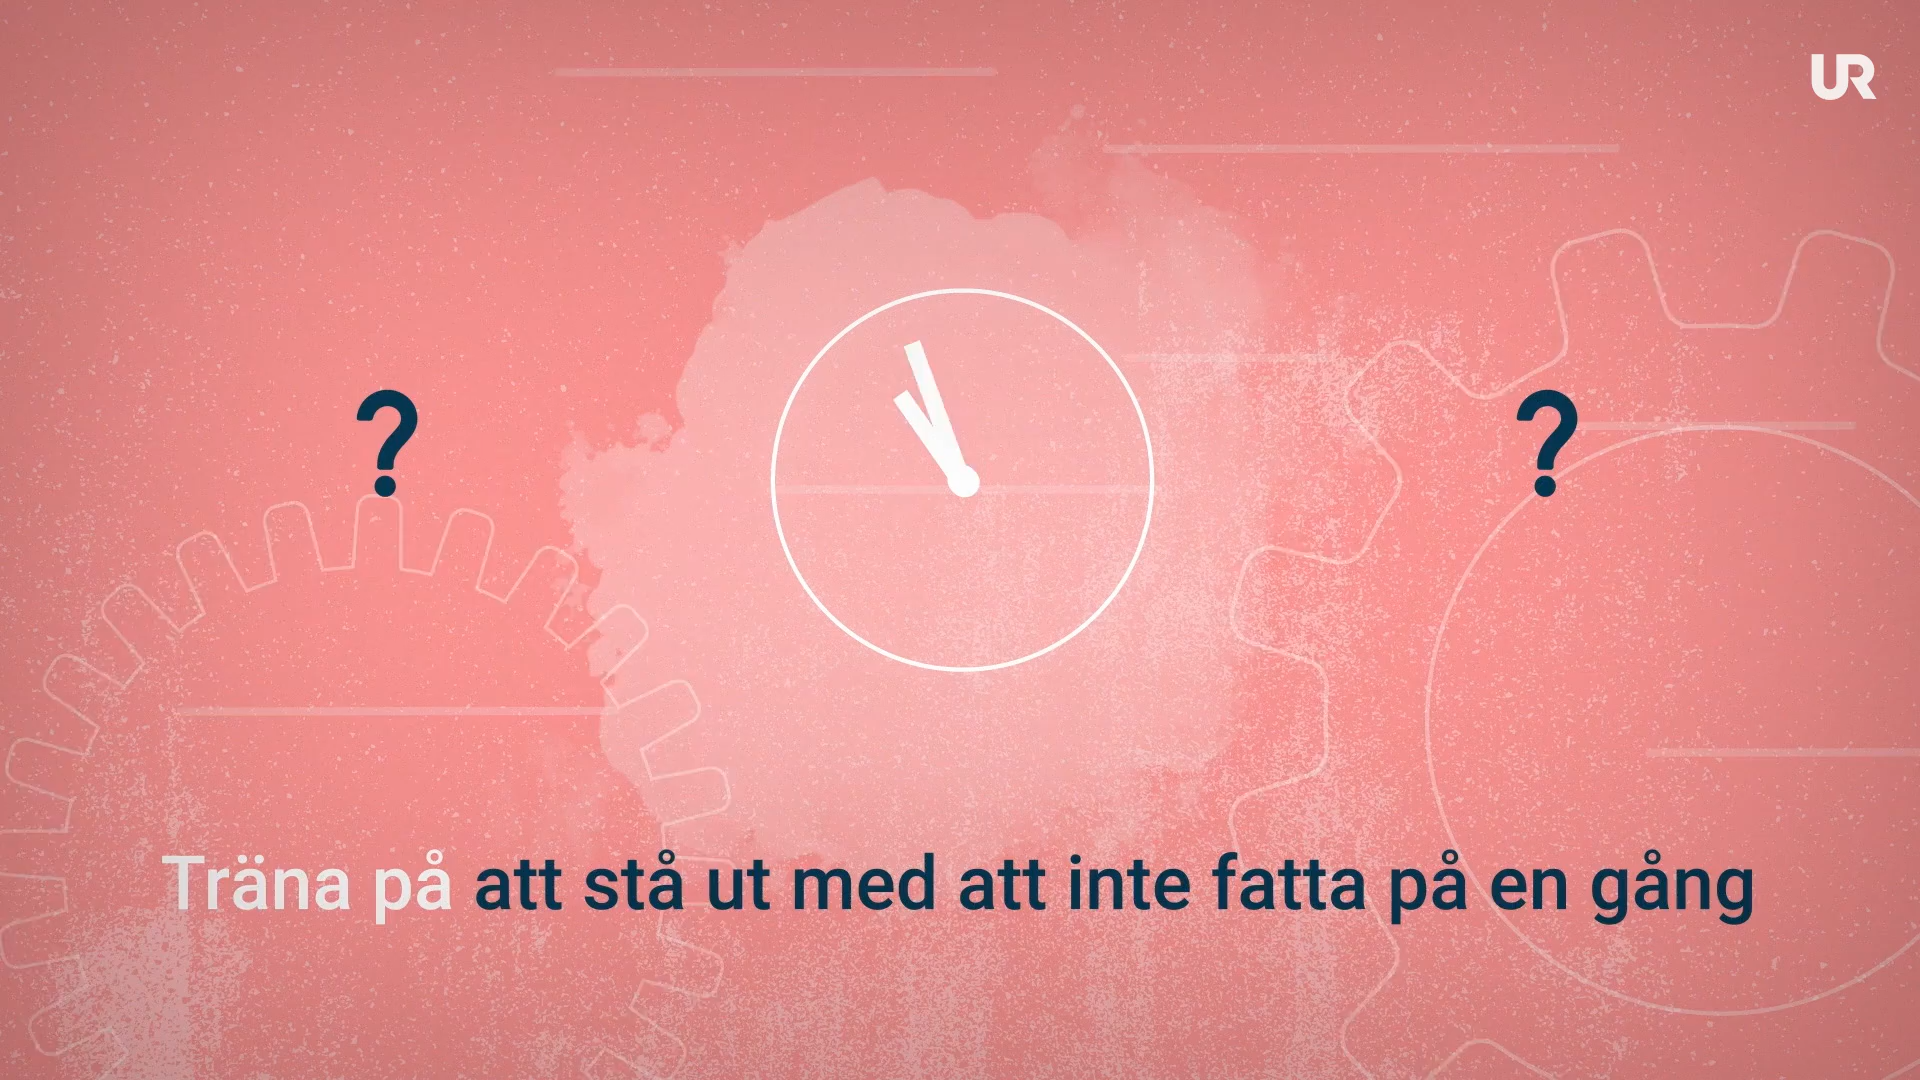 UR
? ?
Träna på att stå ut med att inte fatta på en gång